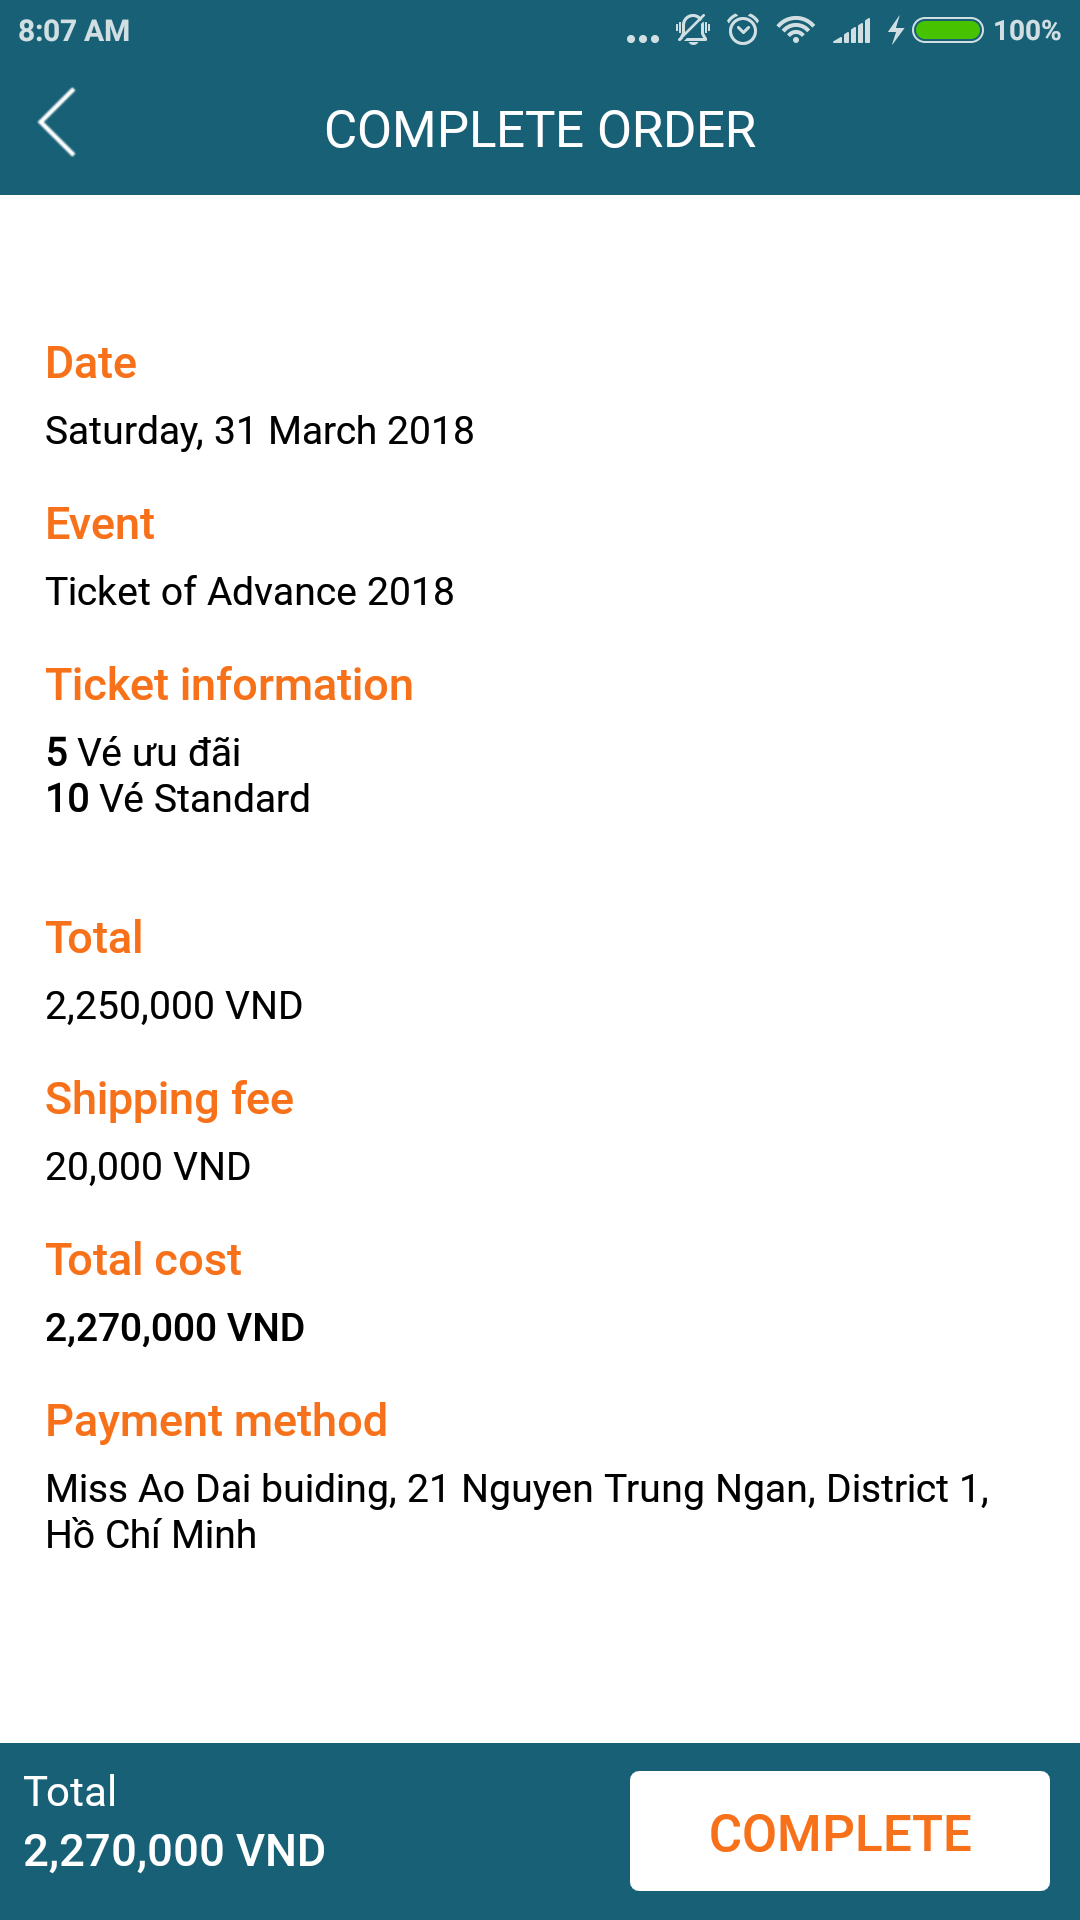 8:07 AM
100%
COMPLETE ORDER
Date
Saturday, 31 March 2018
Event
Ticket of Advance 2018
Ticket information
5 Vé ưu đãi
10 Vé Standard
Total
2,250,000 VND
Shipping fee
20,000 VND
Total cost
2,270,000 VND
Payment method
Miss Ao Dai buiding, 21 Nguyen Trung Ngan, District 1,
Hồ Chí Minh
Total
2,270,000 VND
COMPLETE